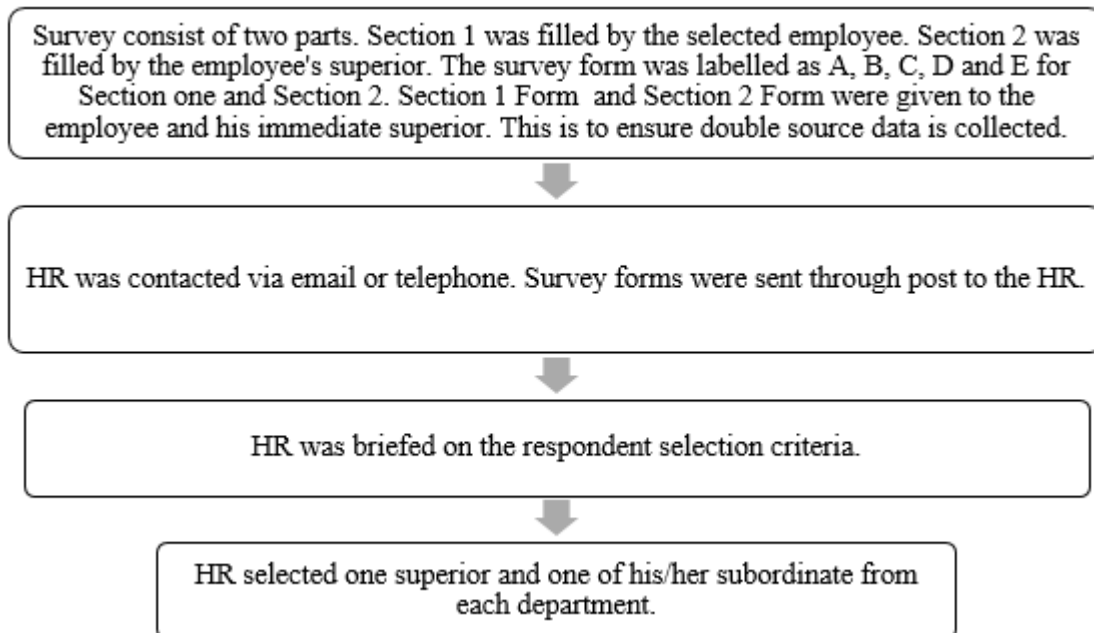 Survey consist of two parts. Section 1 was filled by the selected employee. Section 2 was
filled by the employee's superior. The survey form was labelled as A, B, C, D and E for
Section one and Section 2. Section 1 Form and Section 2 Form were given to the
employee and his immediate superior. This is to ensure double source data is collected.
HR was contacted via email or telephone. Survey forms were sent through post to the HR.
HR was briefed on the respondent selection criteria.
HR selected one superior and one of his/her subordinate from
each department.